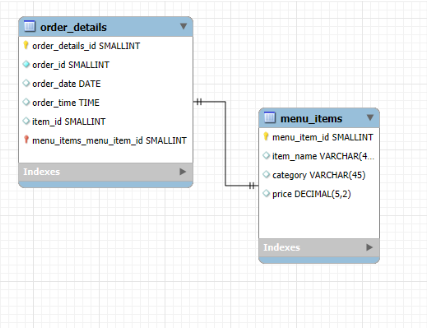 order_details
order_details_id SMALLINT
order_id SMALLINT
order_date DATE
order_time TIME
item_id SMALLINT
menu_items_menu_item_id SMALLINT
Indexes
menu_items
menu_item_id SMALLINT
item_name VARCHAR(4...
category VARCHAR(45)
price DECIMAL(5,2)
Indexes